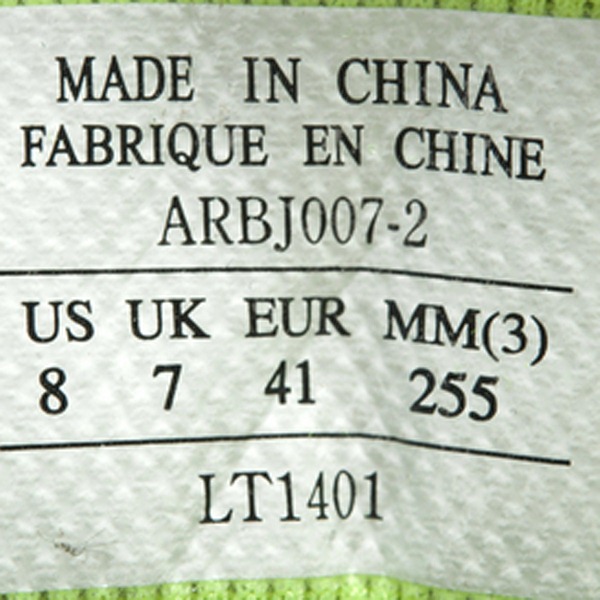 MADE IN CHINA
FABRIQUE EN CHINE
ARBJ007-2
US UK EUR MM(3)
8 7 41 255
LT1401